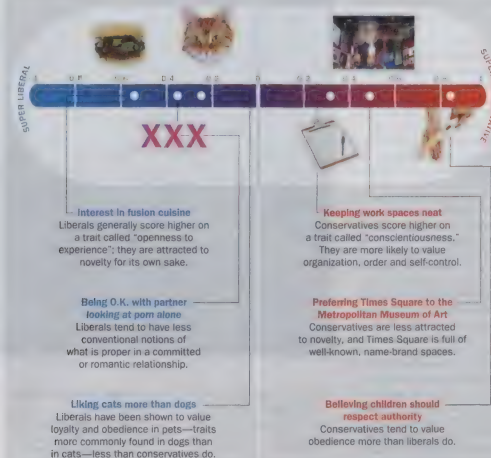 SUPER LIBERAL
XXX
Interest in fusion cuisine
Liberals generally score higher on
a trait called "openness to
experience"; they are attracted to
novelty for its own sake.
Being O.K. with partner
looking at porn alone
Liberals tend to have less
conventional notions of
what is proper in a committed
or romantic relationship.
Liking cats more than dogs
Liberals have been shown to value
loyalty and obedience in pets—traits
more commonly found in dogs than
in cats—less than conservatives do.
Keeping work spaces neat
Conservatives score higher on
a trait called "conscientiousness."
They are more likely to value
organization, order and self-control.
Preferring Times Square to the
Metropolitan Museum of Art
Conservatives are less attracted
to novelty, and Times Square is full of
well-known, name-brand spaces.
Believing children should
respect authority
Conservatives tend to value
obedience more than liberals do.